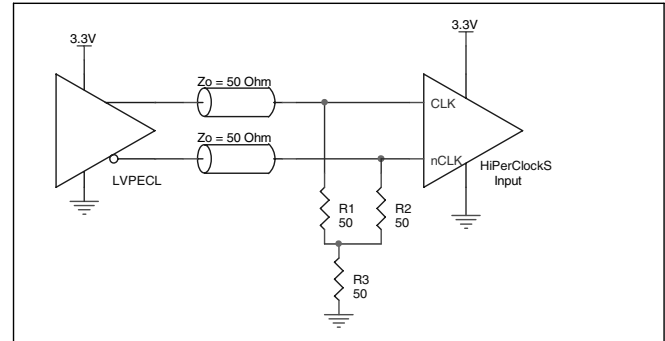 3.3V
3.3V
Zo = 50 Ohm
CLK
Zo = 50 Ohm
nCLK
LVPECL
HiPerClockS
Input
R1
50
R2
50
R3
50